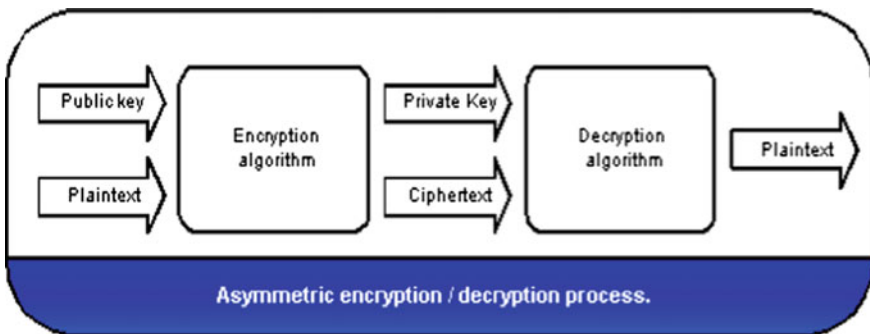 Public key
Plaintext
Encryption
algorithm
Private Key
Ciphertext
Decryption
algorithm
Plaintext
Asymmetric encryption / decryption process.